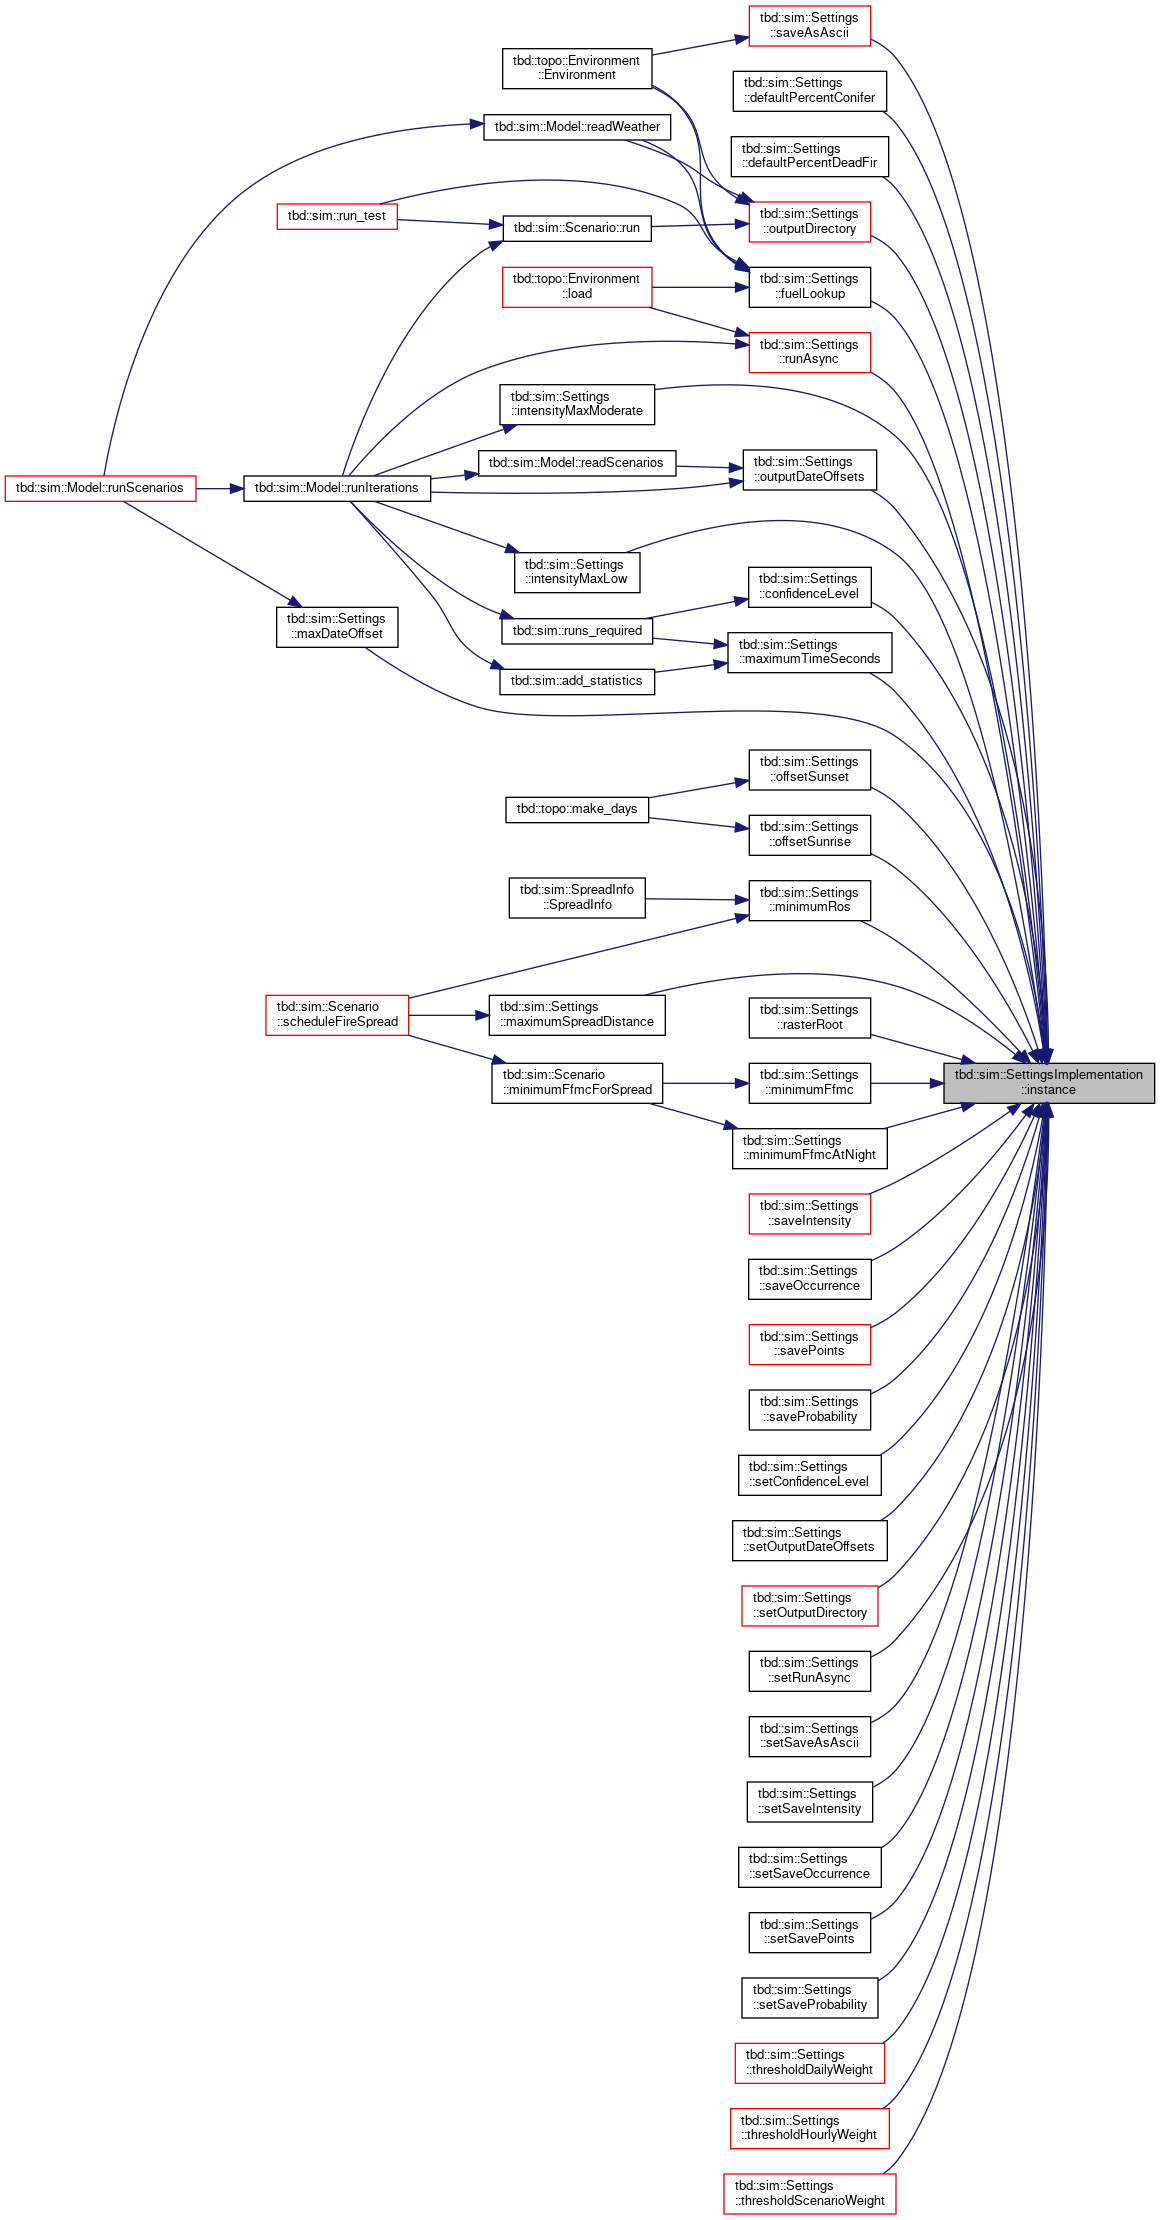 tbd::sim::Settings
::saveAsAscii
tbd::topo::Environment
::Environment
tbd::sim::Settings
::defaultPercentConifer
tbd::sim::Model::readWeather
tbd::sim::Settings
::defaultPercentDeadFir
tbd::sim::run_test
tbd::sim::Scenario::run
tbd::sim::Settings
::outputDirectory
tbd::topo::Environment
::load
tbd::sim::Settings
::fuelLookup
tbd::sim::Settings
::runAsync
tbd::sim::Settings
::intensityMaxModerate
tbd::sim::Model::readScenarios
tbd::sim::Settings
::outputDateOffsets
tbd::sim::Model::runScenarios
tbd::sim::Model::runIterations
tbd::sim::Settings
::intensityMaxLow
tbd::sim::Settings
::confidenceLevel
tbd::sim::Settings
::maxDateOffset
tbd::sim::runs_required
tbd::sim::Settings
::maximumTimeSeconds
tbd::sim::add_statistics
tbd::sim::Settings
::offsetSunset
tbd::topo::make_days
tbd::sim::Settings
::offsetSunrise
tbd::sim::SpreadInfo
::SpreadInfo
tbd::sim::Settings
::minimumRos
tbd::sim::Scenario
::scheduleFireSpread
tbd::sim::Settings
::maximumSpreadDistance
tbd::sim::Settings
::rasterRoot
tbd::sim::Scenario
::minimumFfmcForSpread
tbd::sim::Settings
::minimumFfmc
tbd::sim::SettingsImplementation
::instance
tbd::sim::Settings
::minimumFfmcAtNight
tbd::sim::Settings
::saveIntensity
tbd::sim::Settings
::saveOccurrence
tbd::sim::Settings
::savePoints
tbd::sim::Settings
::saveProbability
tbd::sim::Settings
::setConfidenceLevel
tbd::sim::Settings
::setOutputDateOffsets
tbd::sim::Settings
::setOutputDirectory
tbd::sim::Settings
::setRunAsync
tbd::sim::Settings
::setSaveAsAscii
tbd::sim::Settings
::setSaveIntensity
tbd::sim::Settings
::setSaveOccurrence
tbd::sim::Settings
::setSavePoints
tbd::sim::Settings
::setSaveProbability
tbd::sim::Settings
::thresholdDailyWeight
tbd::sim::Settings
::thresholdHourlyWeight
tbd::sim::Settings
::thresholdScenarioWeight